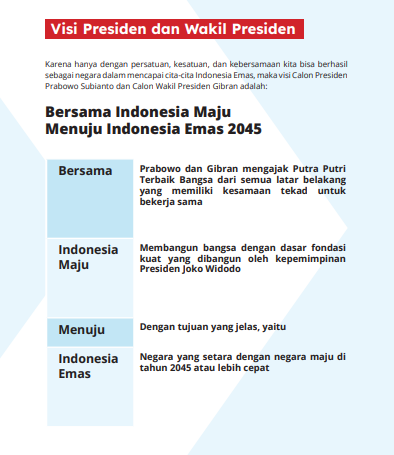 Visi Presiden dan Wakil Presiden
Karena hanya dengan persatuan, kesatuan, dan kebersamaan kita bisa berhasil
sebagai negara dalam mencapai cita-cita Indonesia Emas, maka visi Calon Presiden
Prabowo Subianto dan Calon Wakil Presiden Gibran adalah:
Bersama Indonesia Maju
Menuju Indonesia Emas 2045
Bersama
Prabowo dan Gibran mengajak Putra Putri
Terbaik Bangsa dari semua latar belakang
yang memiliki kesamaan tekad untuk
bekerja sama
Indonesia
Maju
Membangun bangsa dengan dasar fondasi
kuat yang dibangun oleh kepemimpinan
Presiden Joko Widodo
Menuju
Dengan tujuan yang jelas, yaitu
Indonesia
Emas
Negara yang setara dengan negara maju di
tahun 2045 atau lebih cepat